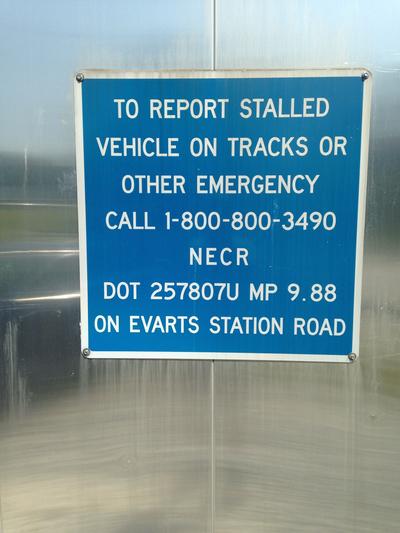 TO REPORT STALLED
VEHICLE ON TRACKS OR
OTHER EMERGENCY
CALL 1-800-800-3490
NECR
DOT 257807U MP 9.88
ON EVARTS STATION ROAD